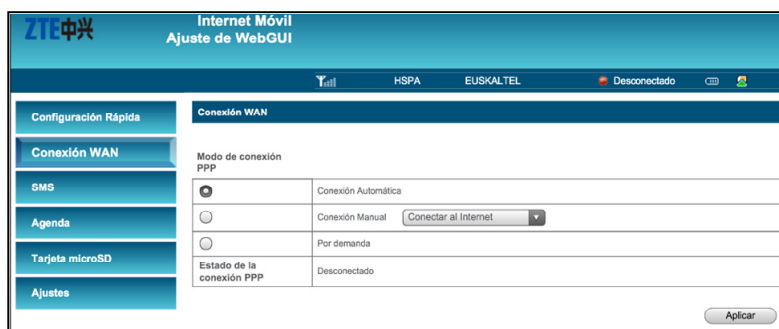 ZTE中兴
Internet Móvil
Ajuste de WebGUI
HSPA EUSKALTEL Desconectado
Configuración Rápida
Conexión WAN
SMS
Agenda
Tarjeta microSD
Ajustes
Conexión WAN
Modo de conexión
PPP
Conexión Automática
Conexión Manual Conectar al Internet
Por demanda
Estado de la
conexión PPP
Desconectado
Aplicar